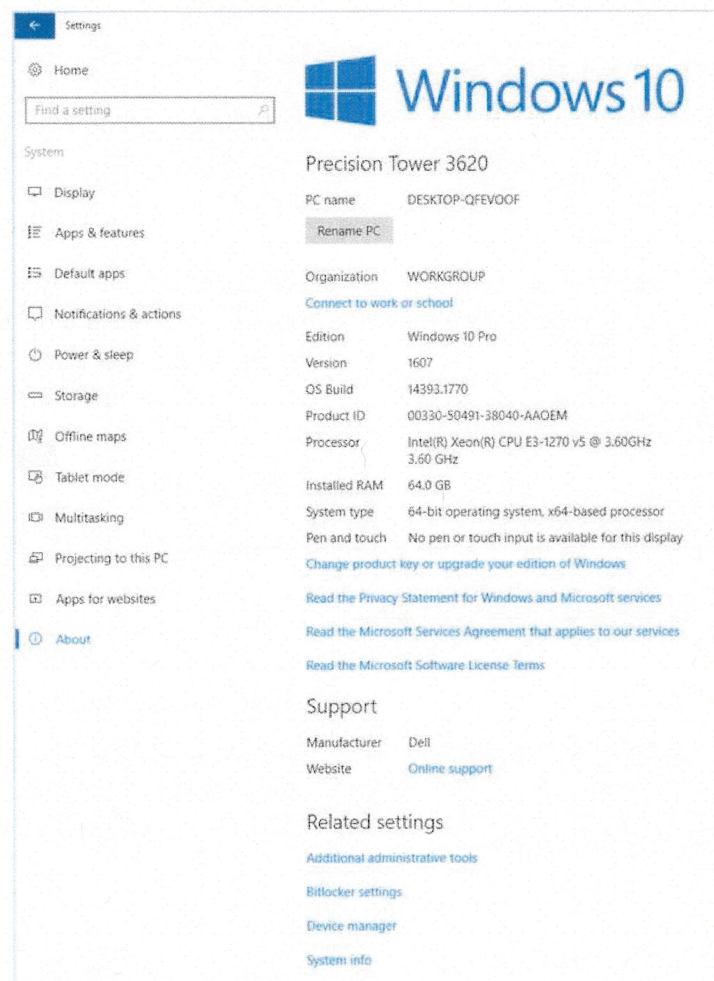 Settings
Home
Find a setting
System
Display
Apps & features
Default apps
Notifications & actions
Power & sleep
Storage
Offline maps
Tablet mode
Multitasking
Projecting to this PC
Apps for websites
About
Windows 10
Precision Tower 3620
PC name DESKTOP-QFEVOOF
Rename PC
Organization WORKGROUP
Connect to work or school
Edition Windows 10 Pro
Version 1607
OS Build 14393.1770
Product ID 00330-50491-38040-AAOEM
Processor Intel(R) Xeon(R) CPU E3-1270 v5 @ 3.60GHz
3.60 GHz
Installed RAM 64.0 GB
System type 64-bit operating system, x64-based processor
Pen and touch No pen or touch input is available for this display
Change product key or upgrade your edition of Windows
Read the Privacy Statement for Windows and Microsoft services
Read the Microsoft Services Agreement that applies to our services
Read the Microsoft Software License Terms
Support
Manufacturer Dell
Website Online support
Related settings
Additional administrative tools
Bitlocker settings
Device manager
System info